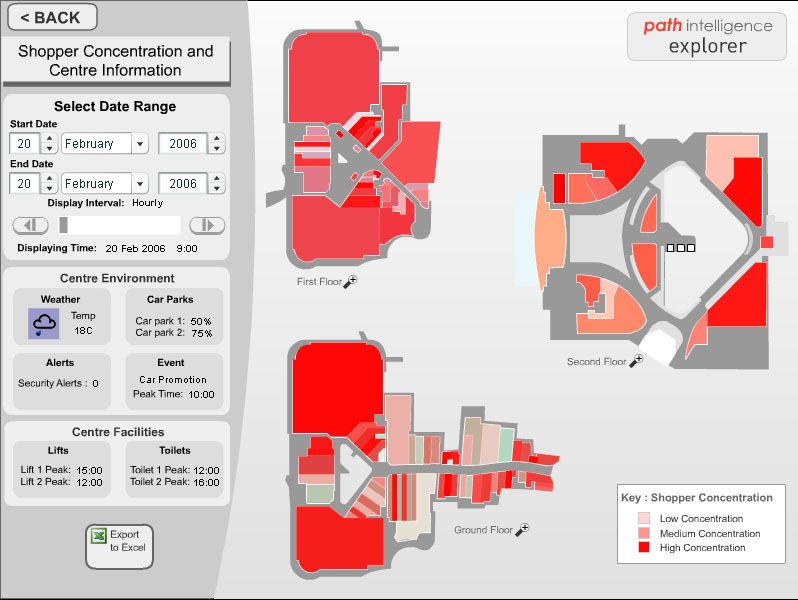 < BACK
Shopper Concentration and
Centre Information
Select Date Range
Start Date
20 February 2006
End Date
20 February 2006
Display Interval: Hourly
Displaying Time: 20 Feb 2006 9:00
Centre Environment
Weather
Temp
18C
Car Parks
Car park 1: 50%
Car park 2: 75%
Alerts
Security Alerts : 0
Event
Car Promotion
Peak Time: 10:00
Centre Facilities
Lifts
Lift 1 Peak: 15:00
Lift 2 Peak: 12:00
Toilets
Toilet 1 Peak: 12:00
Toilet 2 Peak: 16:00
Export
to Excel
path intelligence
explorer
First Floor
Second Floor
Ground Floor
Key : Shopper Concentration
Low Concentration
Medium Concentration
High Concentration